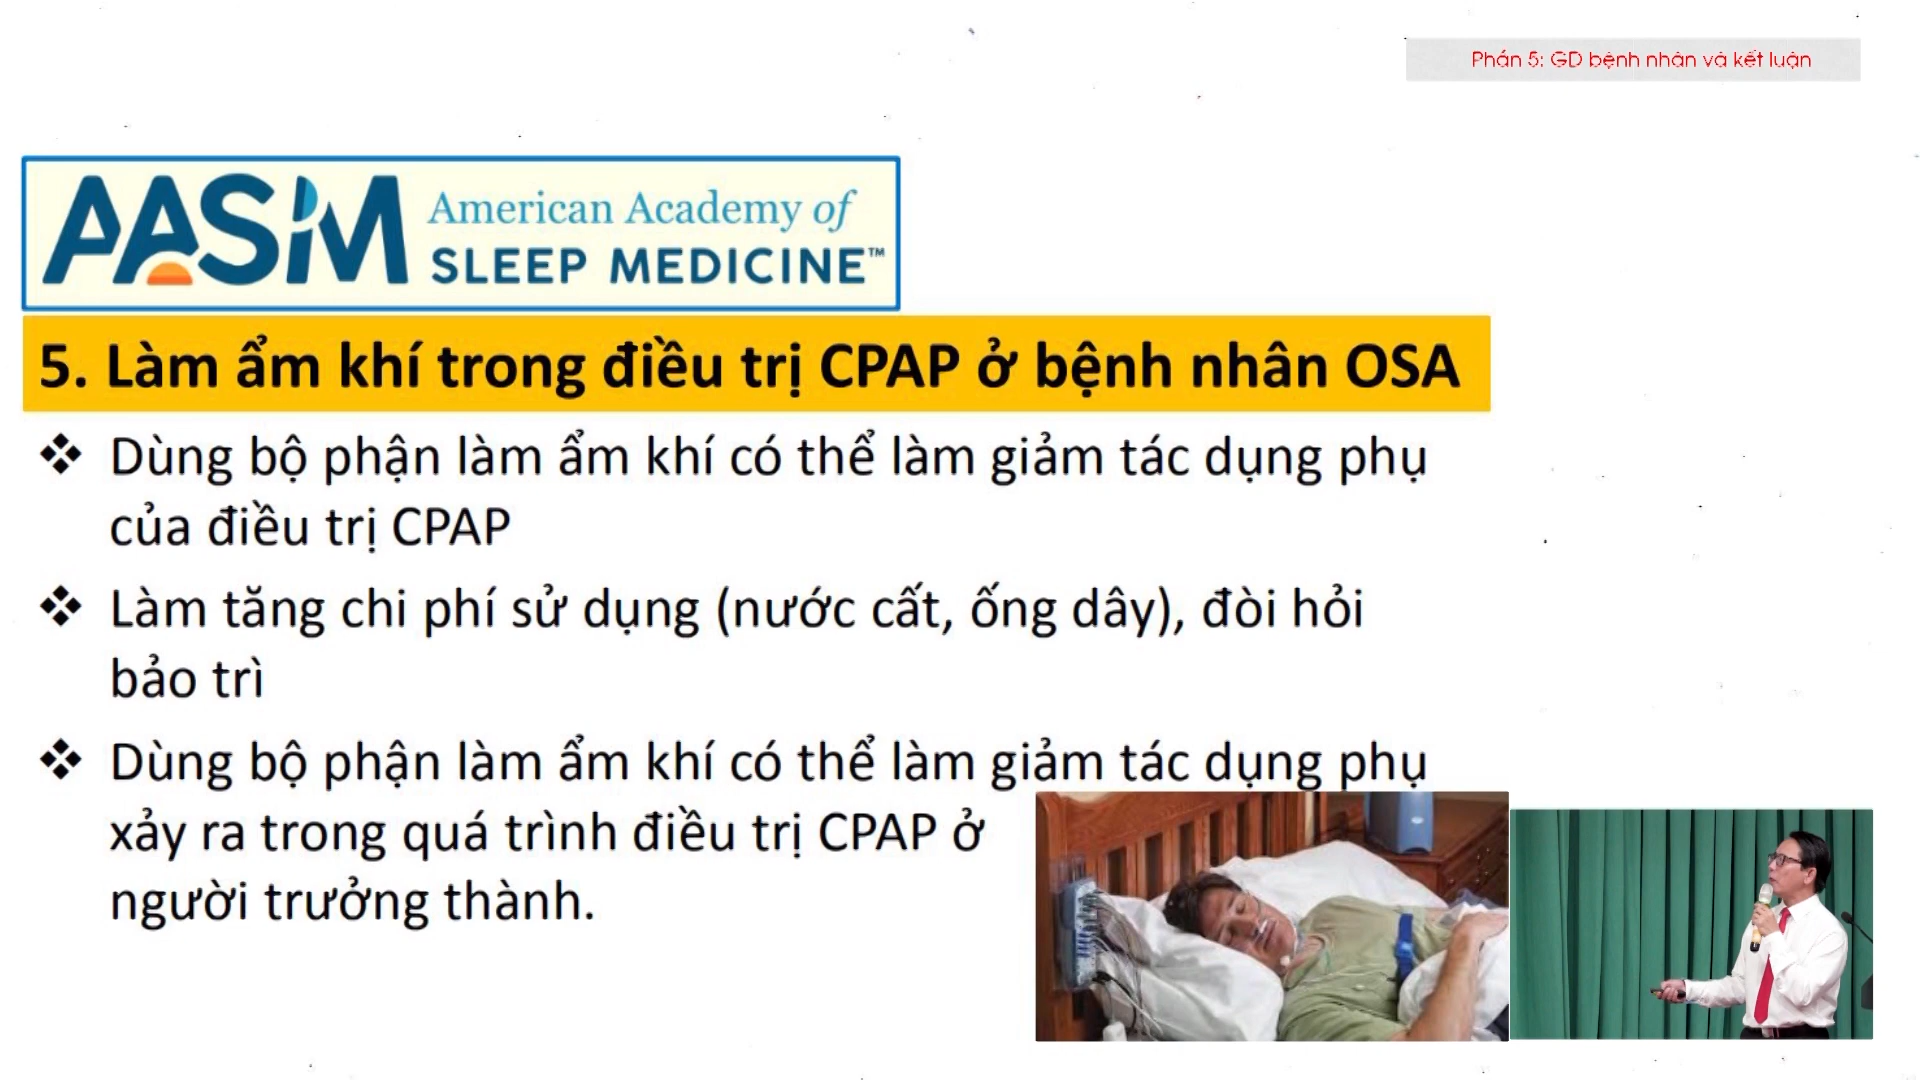 Phần 5: GD bệnh nhân và kết luận
AASM American Academy of
SLEEP MEDICINE™
5. Làm ẩm khí trong điều trị CPAP ở bệnh nhân OSA
❖ Dùng bộ phận làm ẩm khí có thể làm giảm tác dụng phụ
của điều trị CPAP
❖ Làm tăng chi phí sử dụng (nước cất, ống dây), đòi hỏi
bảo trì
❖ Dùng bộ phận làm ẩm khí có thể làm giảm tác dụng phụ
xảy ra trong quá trình điều trị CPAP ở
người trưởng thành.